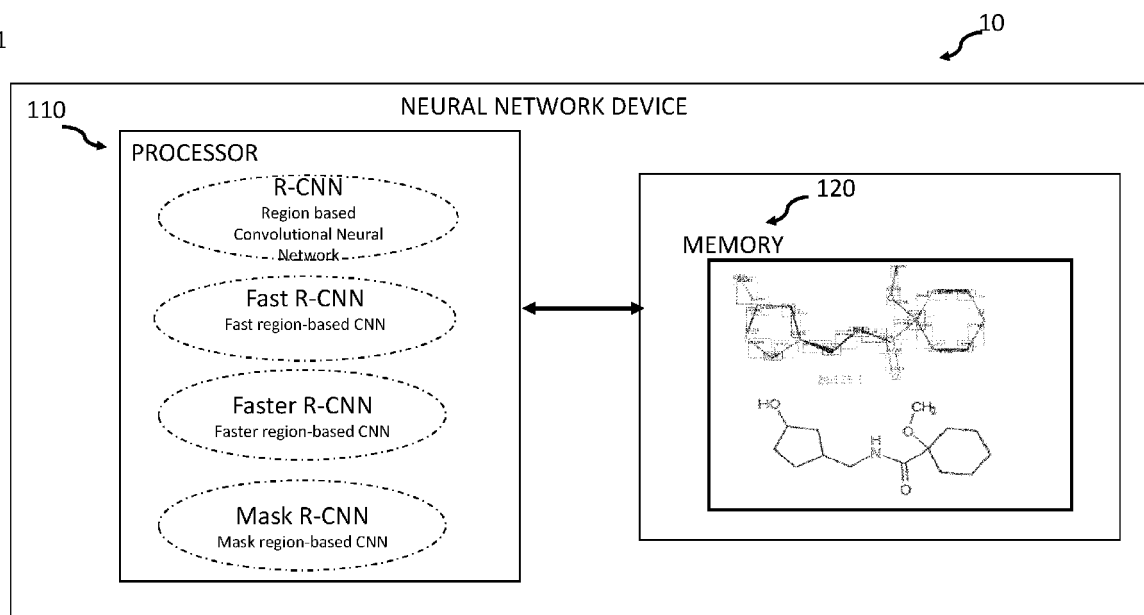 1
10
NEURAL NETWORK DEVICE
110
PROCESSOR
R-CNN
Region based
Convolutional Neural
Network
Fast R-CNN
Fast region-based CNN
Faster R-CNN
Faster region-based CNN
Mask R-CNN
Mask region-based CNN
120
MEMORY
HO
CH₃
O
H
N
O